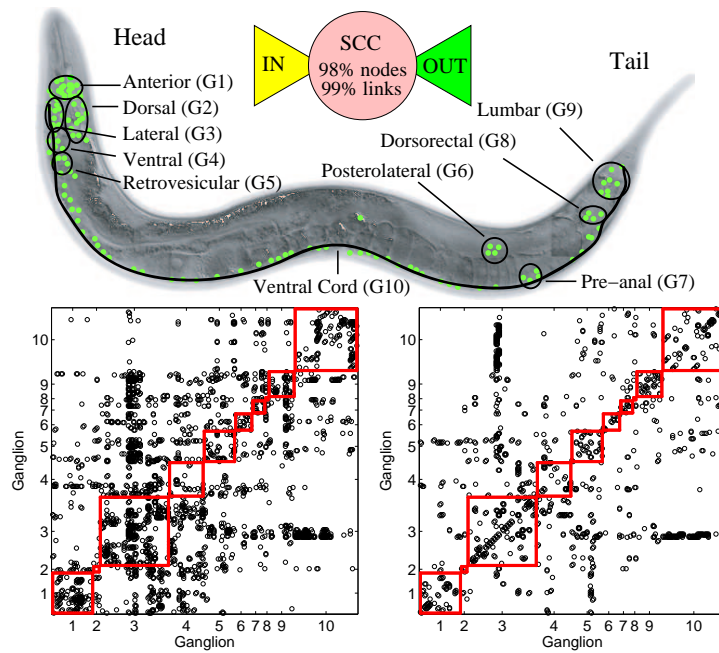 Head
IN
SCC
98% nodes
99% links
OUT
Tail
Anterior (G1)
Dorsal (G2)
Lateral (G3)
Ventral (G4)
Retrovesicular (G5)
Lumbar (G9)
Dorsorectal (G8)
Posterolateral (G6)
Ventral Cord (G10)
Pre−anal (G7)
10
9
8
7
6
5
4
3
2
1
Ganglion
1 2 3 4 5 6 7 8 9 10
Ganglion
10
9
8
7
6
5
4
3
2
1
Ganglion
1 2 3 4 5 6 7 8 9 10
Ganglion